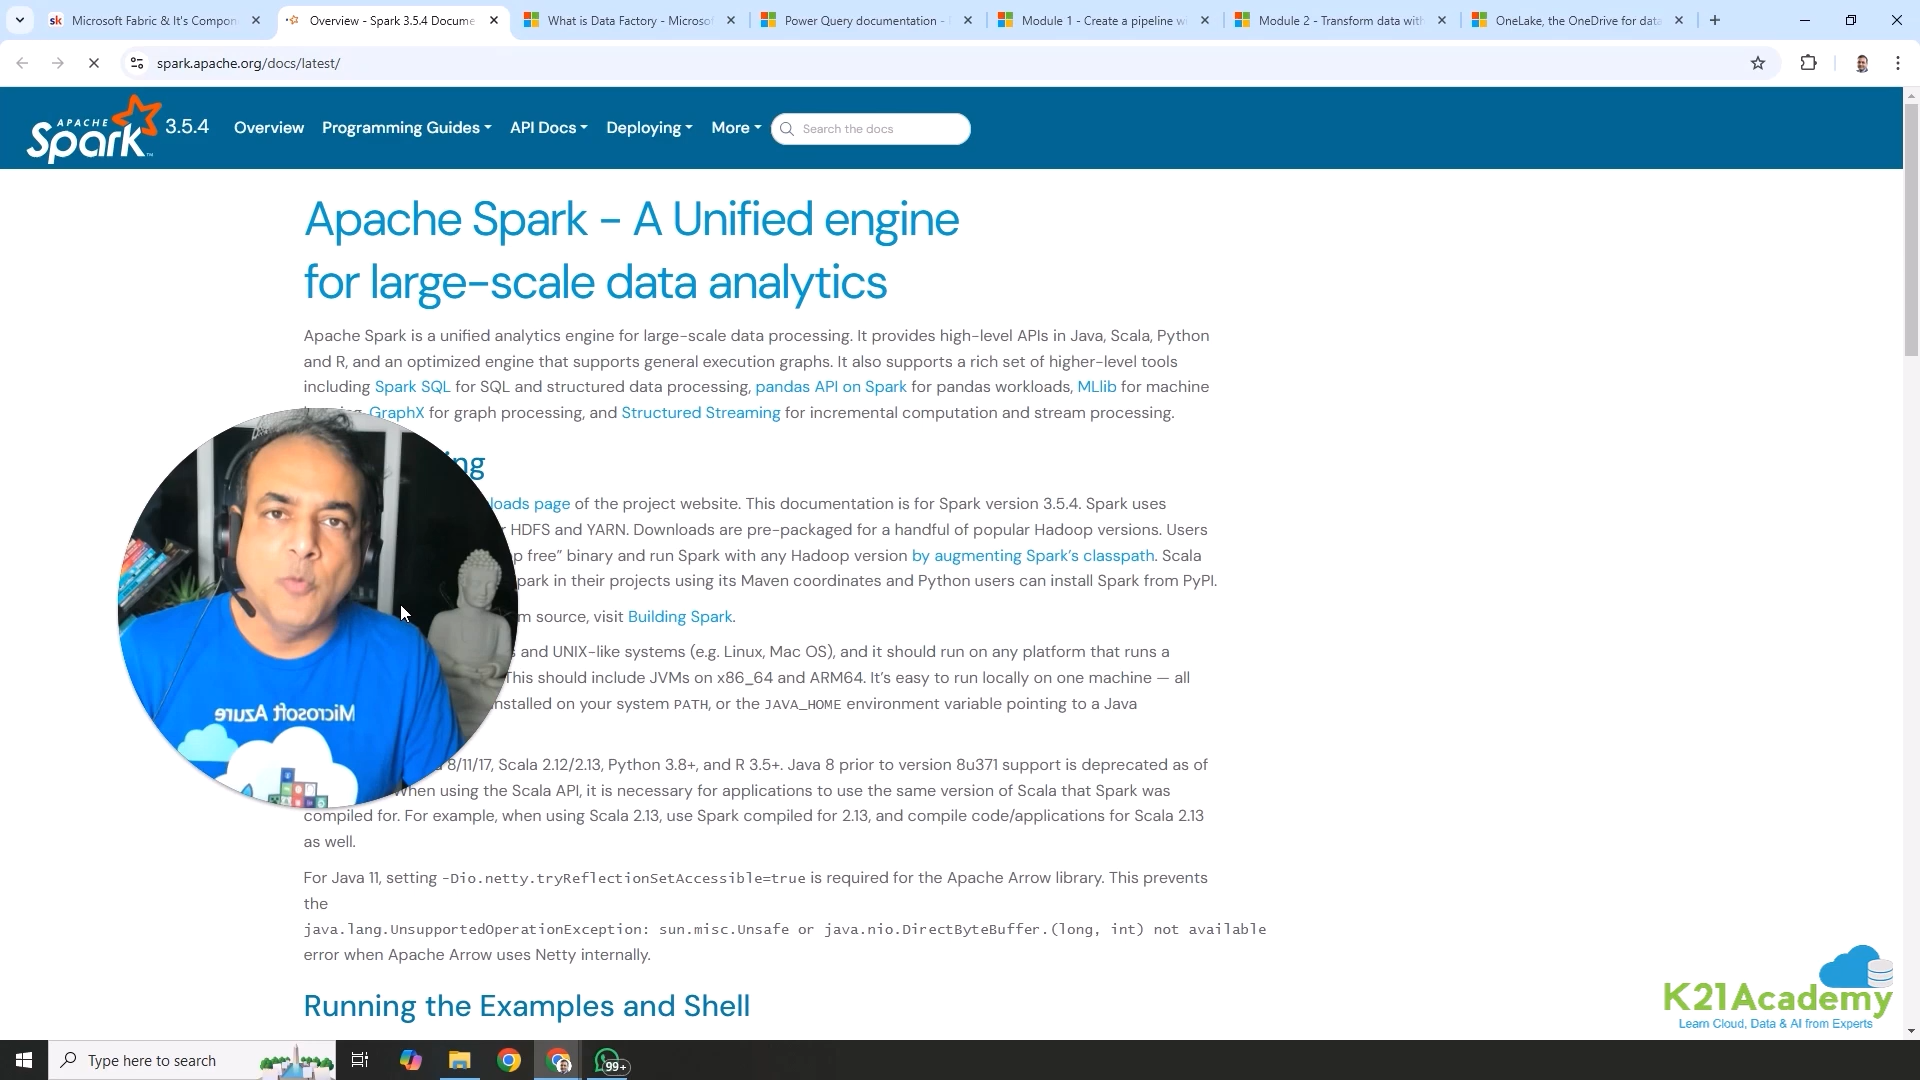 Microsoft Fabric & It's Compon
Overview - Spark 3.5.4 Docume
What is Data Factory - Microsof
Power Query documentation -
Module 1 - Create a pipeline wi
Module 2 - Transform data with
OneLake, the OneDrive for data
spark.apache.org/docs/latest/
APACHE
Spark 3.5.4
Overview
Programming Guides
API Docs
Deploying
More
Search the docs
Apache Spark - A Unified engine
for large-scale data analytics
Apache Spark is a unified analytics engine for large-scale data processing. It provides high-level APIs in Java, Scala, Python
and R, and an optimized engine that supports general execution graphs. It also supports a rich set of higher-level tools
including Spark SQL for SQL and structured data processing, pandas API on Spark for pandas workloads, MLlib for machine
GraphX for graph processing, and Structured Streaming for incremental computation and stream processing.
ng
loads page of the project website. This documentation is for Spark version 3.5.4. Spark uses
HDFS and YARN. Downloads are pre-packaged for a handful of popular Hadoop versions. Users
p free” binary and run Spark with any Hadoop version by augmenting Spark’s classpath. Scala
park in their projects using its Maven coordinates and Python users can install Spark from PyPI.
m source, visit Building Spark.
s and UNIX-like systems (e.g. Linux, Mac OS), and it should run on any platform that runs a
This should include JVMs on x86_64 and ARM64. It’s easy to run locally on one machine — all
nstalled on your system PATH, or the JAVA_HOME environment variable pointing to a Java
a 8/11/17, Scala 2.12/2.13, Python 3.8+, and R 3.5+. Java 8 prior to version 8u371 support is deprecated as of
When using the Scala API, it is necessary for applications to use the same version of Scala that Spark was
compiled for. For example, when using Scala 2.13, use Spark compiled for 2.13, and compile code/applications for Scala 2.13
as well.
For Java 11, setting -Dio.netty.tryReflectionSetAccessible=true is required for the Apache Arrow library. This prevents
the
java.lang.UnsupportedOperationException: sun.misc.Unsafe or java.nio.DirectByteBuffer.(long, int) not available
error when Apache Arrow uses Netty internally.
Running the Examples and Shell
Microsoft Azure
K21Academy
Learn Cloud, Data & AI from Experts
Type here to search
99+